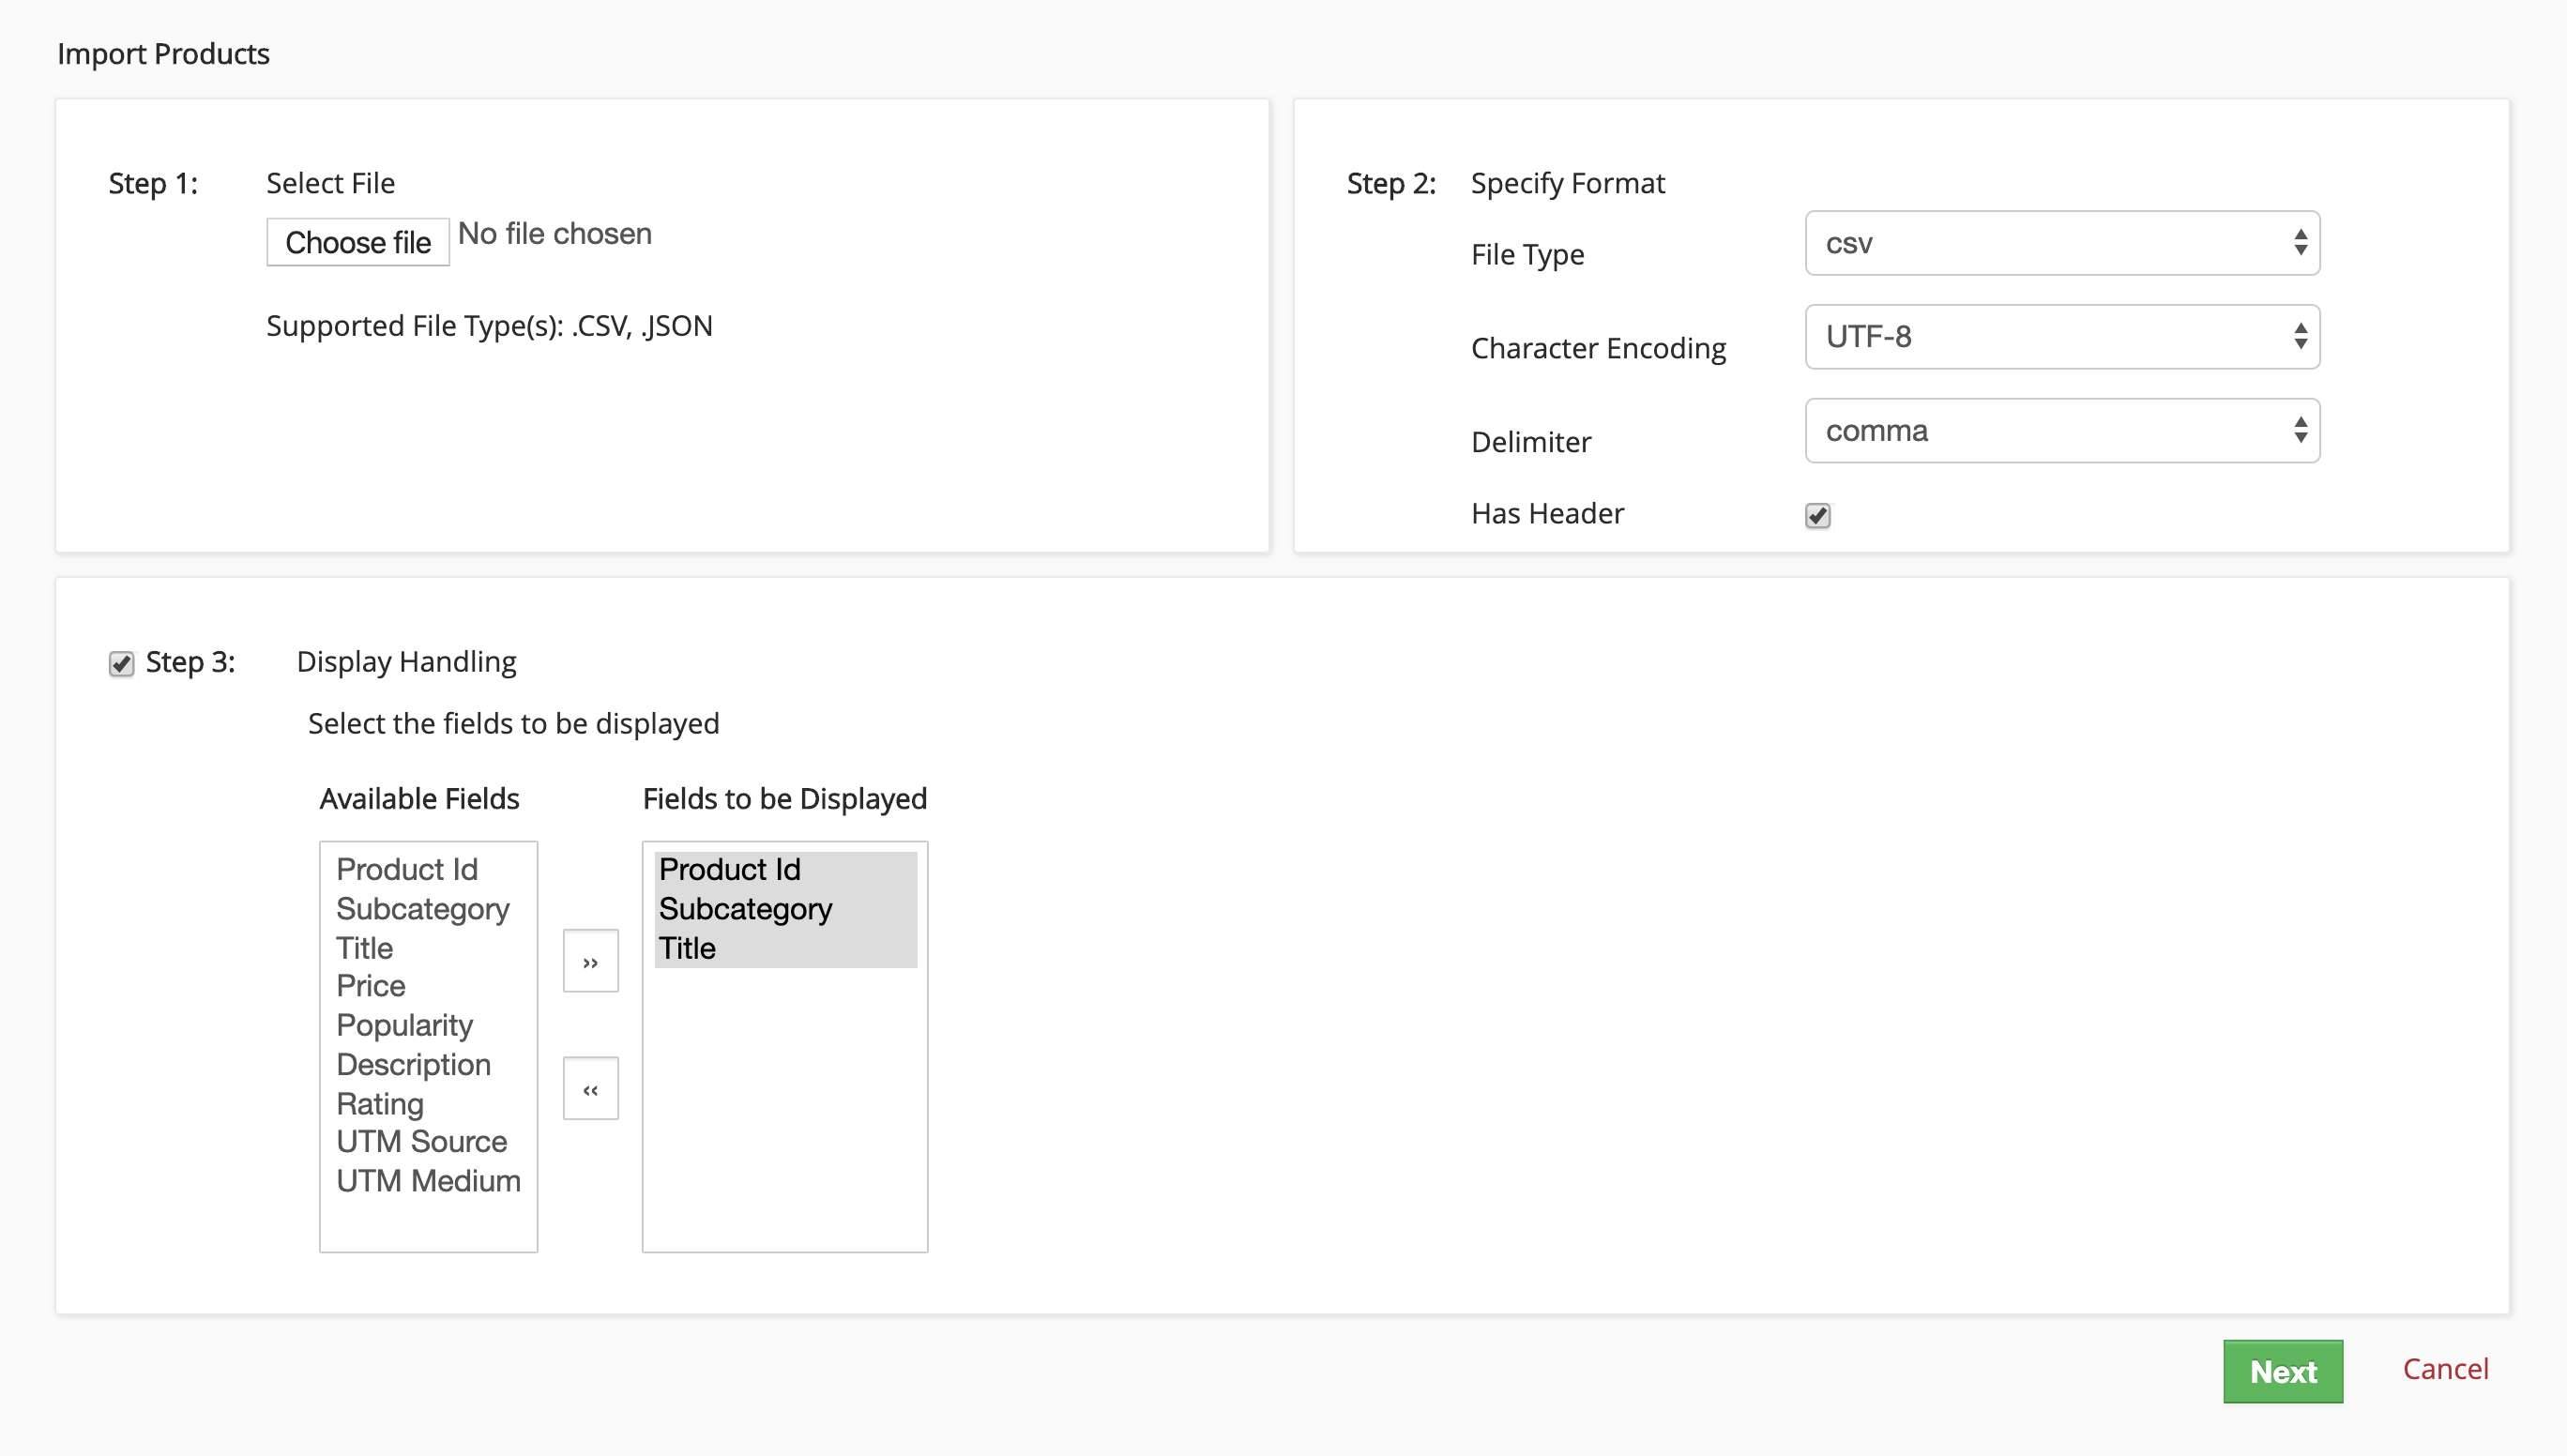 Import Products
Step 1: Select File
Choose file No file chosen
Supported File Type(s): .CSV, .JSON
Step 2: Specify Format
File Type csv
Character Encoding UTF-8
Delimiter comma
Has Header
Step 3: Display Handling
Select the fields to be displayed
Available Fields
Product Id
Subcategory
Title
Price
Popularity
Description
Rating
UTM Source
UTM Medium
››
‹‹
Fields to be Displayed
Product Id
Subcategory
Title
Next Cancel